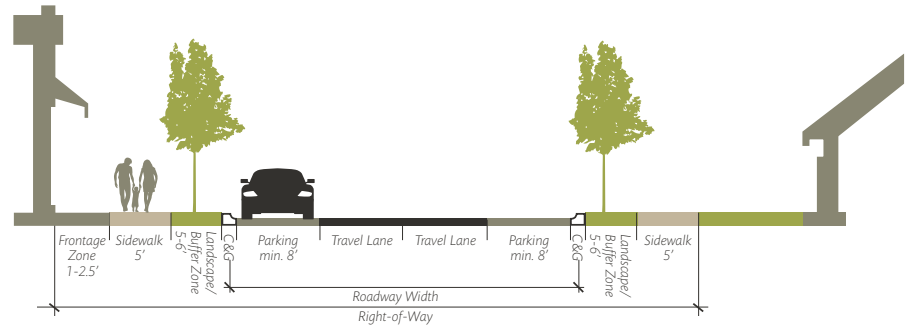 Frontage
Zone
1-2.5'
Sidewalk
5'
Landscape/
Buffer Zone
5-6'
C&G
Parking
min. 8'
Travel Lane
Travel Lane
Parking
min. 8'
C&G
Landscape/
Buffer Zone
5-6'
Sidewalk
5'
Roadway Width
Right-of-Way